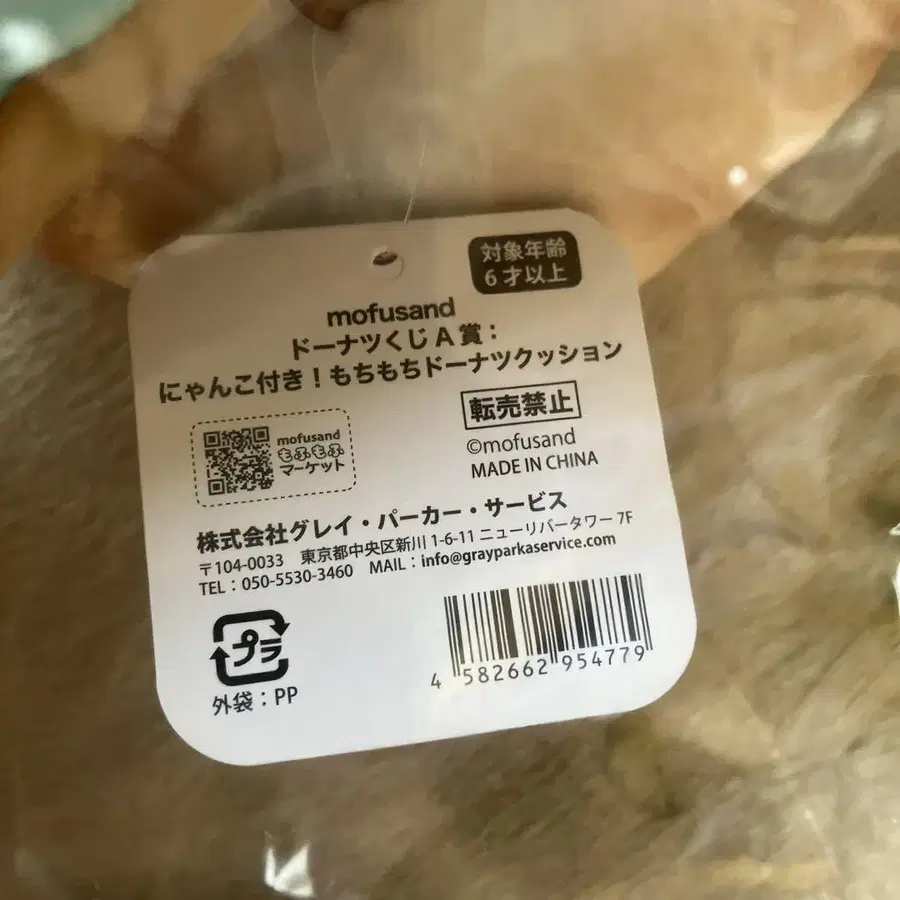 対象年齢
6才以上
mofusand
ドーナツくじA賞：
にゃんこ付き！もちもちドーナツクッション
mofusand
もふもふ
マーケット
転売禁止
©mofusand
MADE IN CHINA
株式会社グレイ・パーカー・サービス
〒104-0033 東京都中央区新川1-6-11 ニューリバータワー 7F
TEL：050-5530-3460 MAIL：info@grayparkaservice.com
プラ
外袋：PP
4 582662 954779